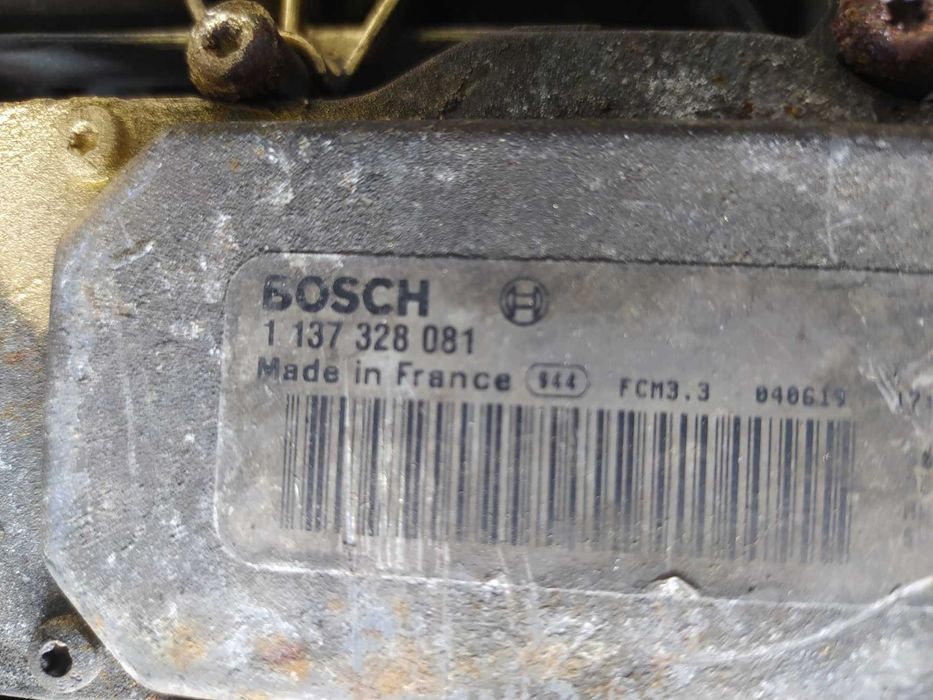 BOSCH
1 137 328 081
Made in France 944 FCM3.3 040619